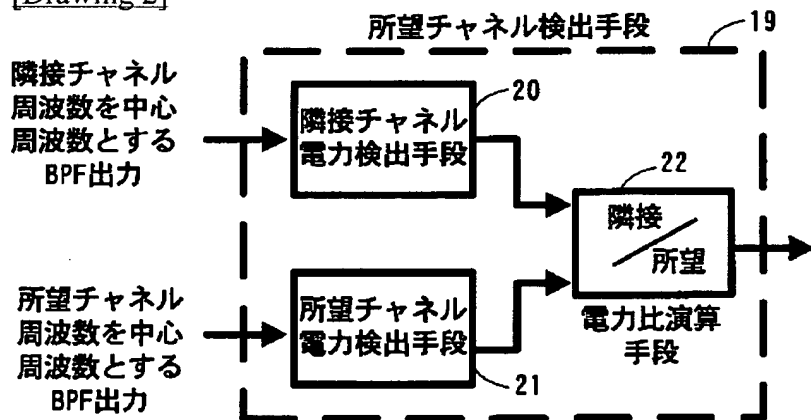 [Drawing 2]
所望チャネル検出手段
19
隣接チャネル
周波数を中心
周波数とする
BPF出力
隣接チャネル
電力検出手段
20
22
隣接
所望
電力比演算
手段
所望チャネル
周波数を中心
周波数とする
BPF出力
所望チャネル
電力検出手段
21